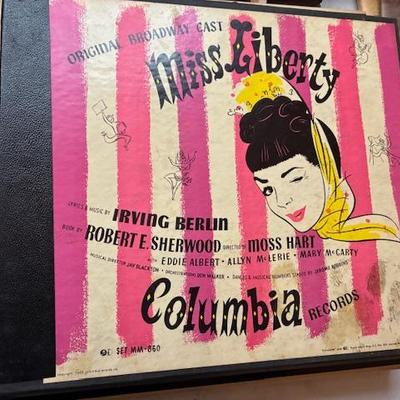 ORIGINAL BROADWAY CAST
Miss Liberty
LYRICS & MUSIC BY IRVING BERLIN
BOOK BY ROBERT E. SHERWOOD DIRECTED BY MOSS HART
WITH EDDIE ALBERT • ALLYN McLERIE • MARY McCARTY
MUSICAL DIRECTOR JAY BLACKTON • ORCHESTRATIONS DON WALKER • DANCES & MUSICAL NUMBERS STAGED BY JEROME ROBBINS
Columbia RECORDS
SET MM-860